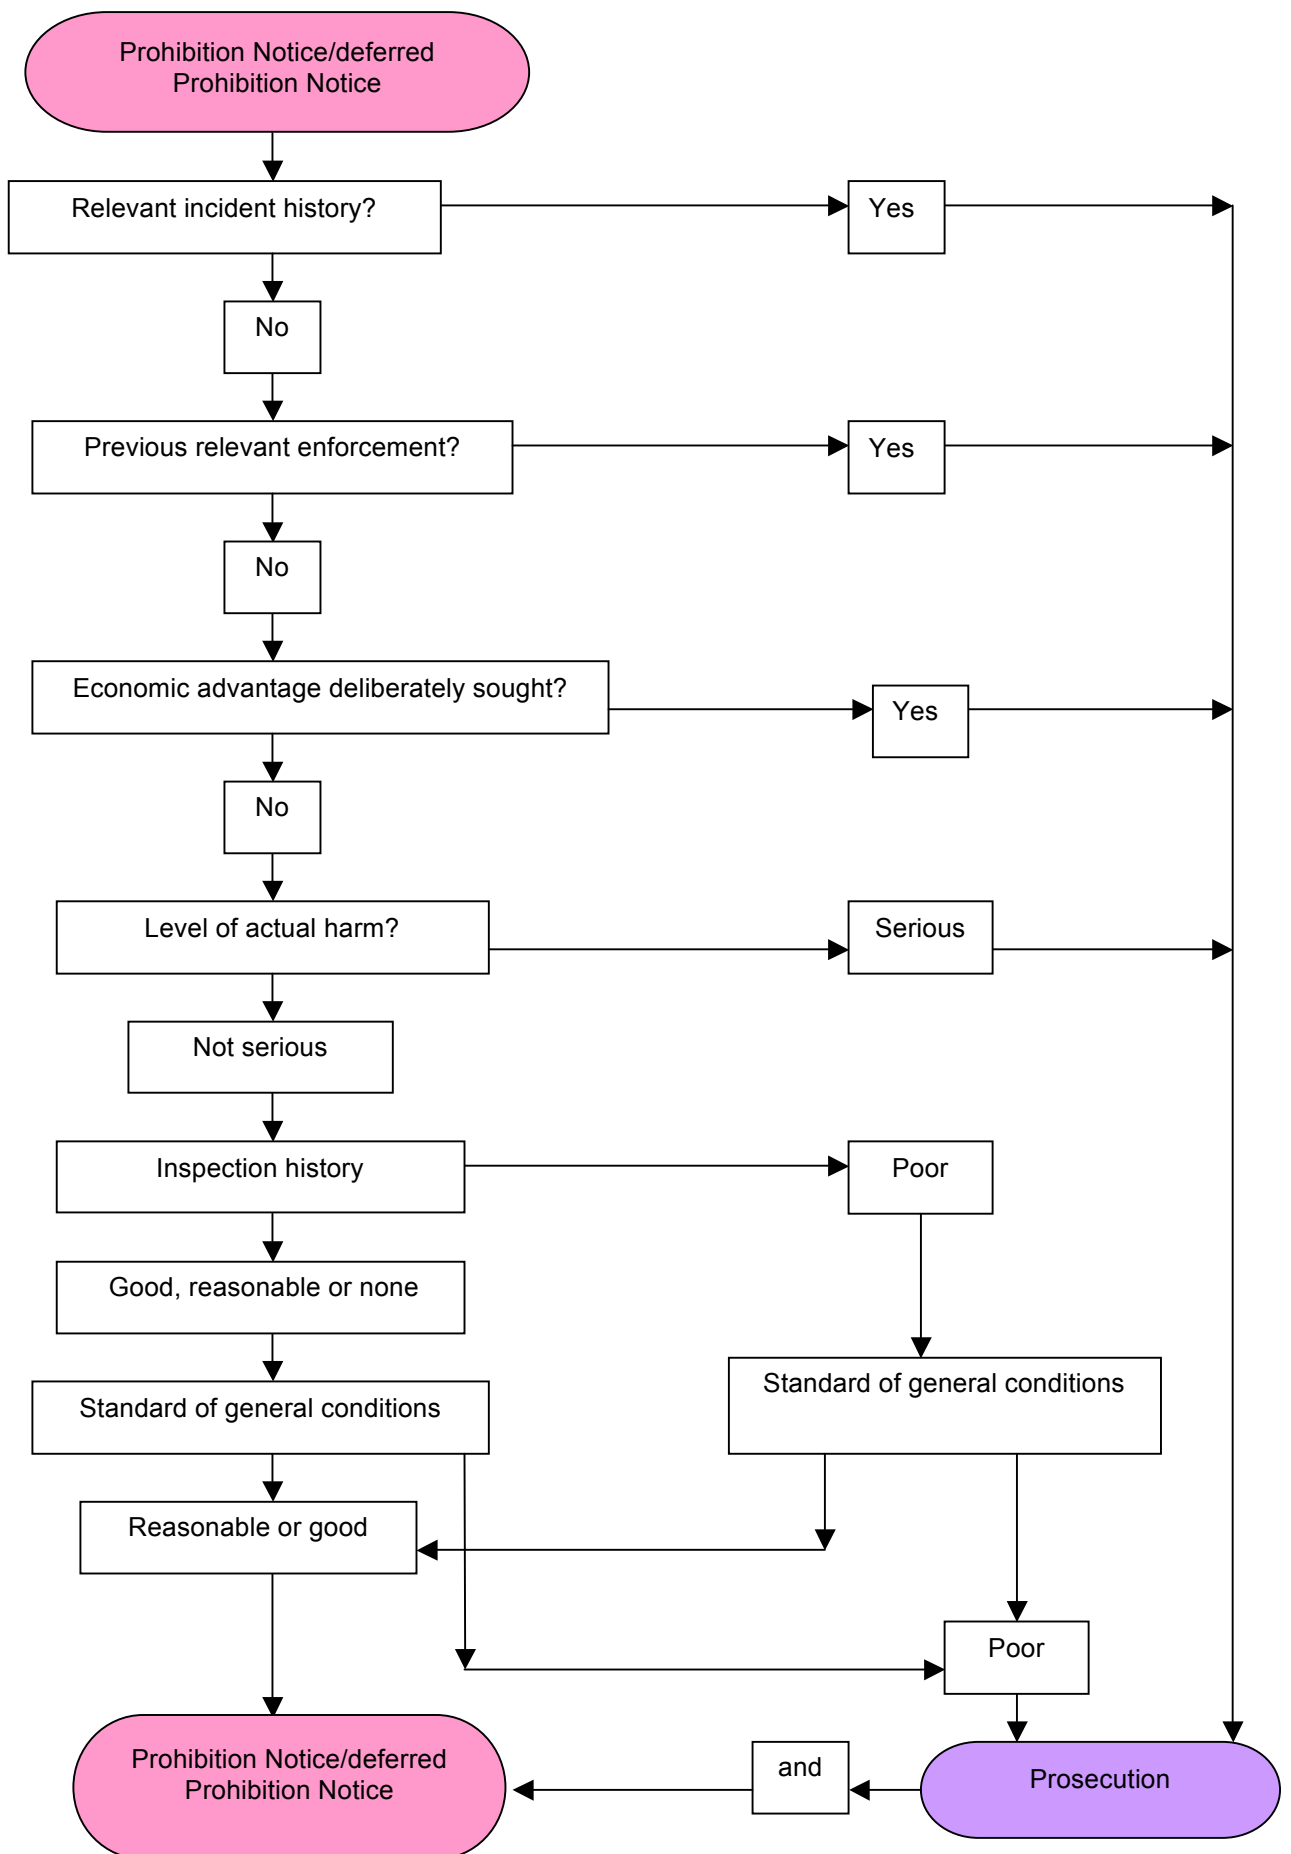 Prohibition Notice/deferred
Prohibition Notice
Relevant incident history?
Yes
No
Previous relevant enforcement?
Yes
No
Economic advantage deliberately sought?
Yes
No
Level of actual harm?
Serious
Not serious
Inspection history
Poor
Good, reasonable or none
Standard of general conditions
Standard of general conditions
Reasonable or good
Poor
Prohibition Notice/deferred
Prohibition Notice
and
Prosecution